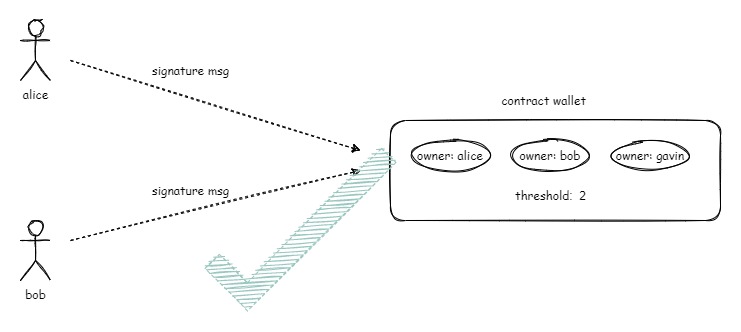 signature msg
alice
contract wallet
owner: alice
owner: bob
owner: gavin
threshold: 2
signature msg
bob